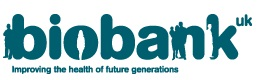 biobank uk
Improving the health of future generations